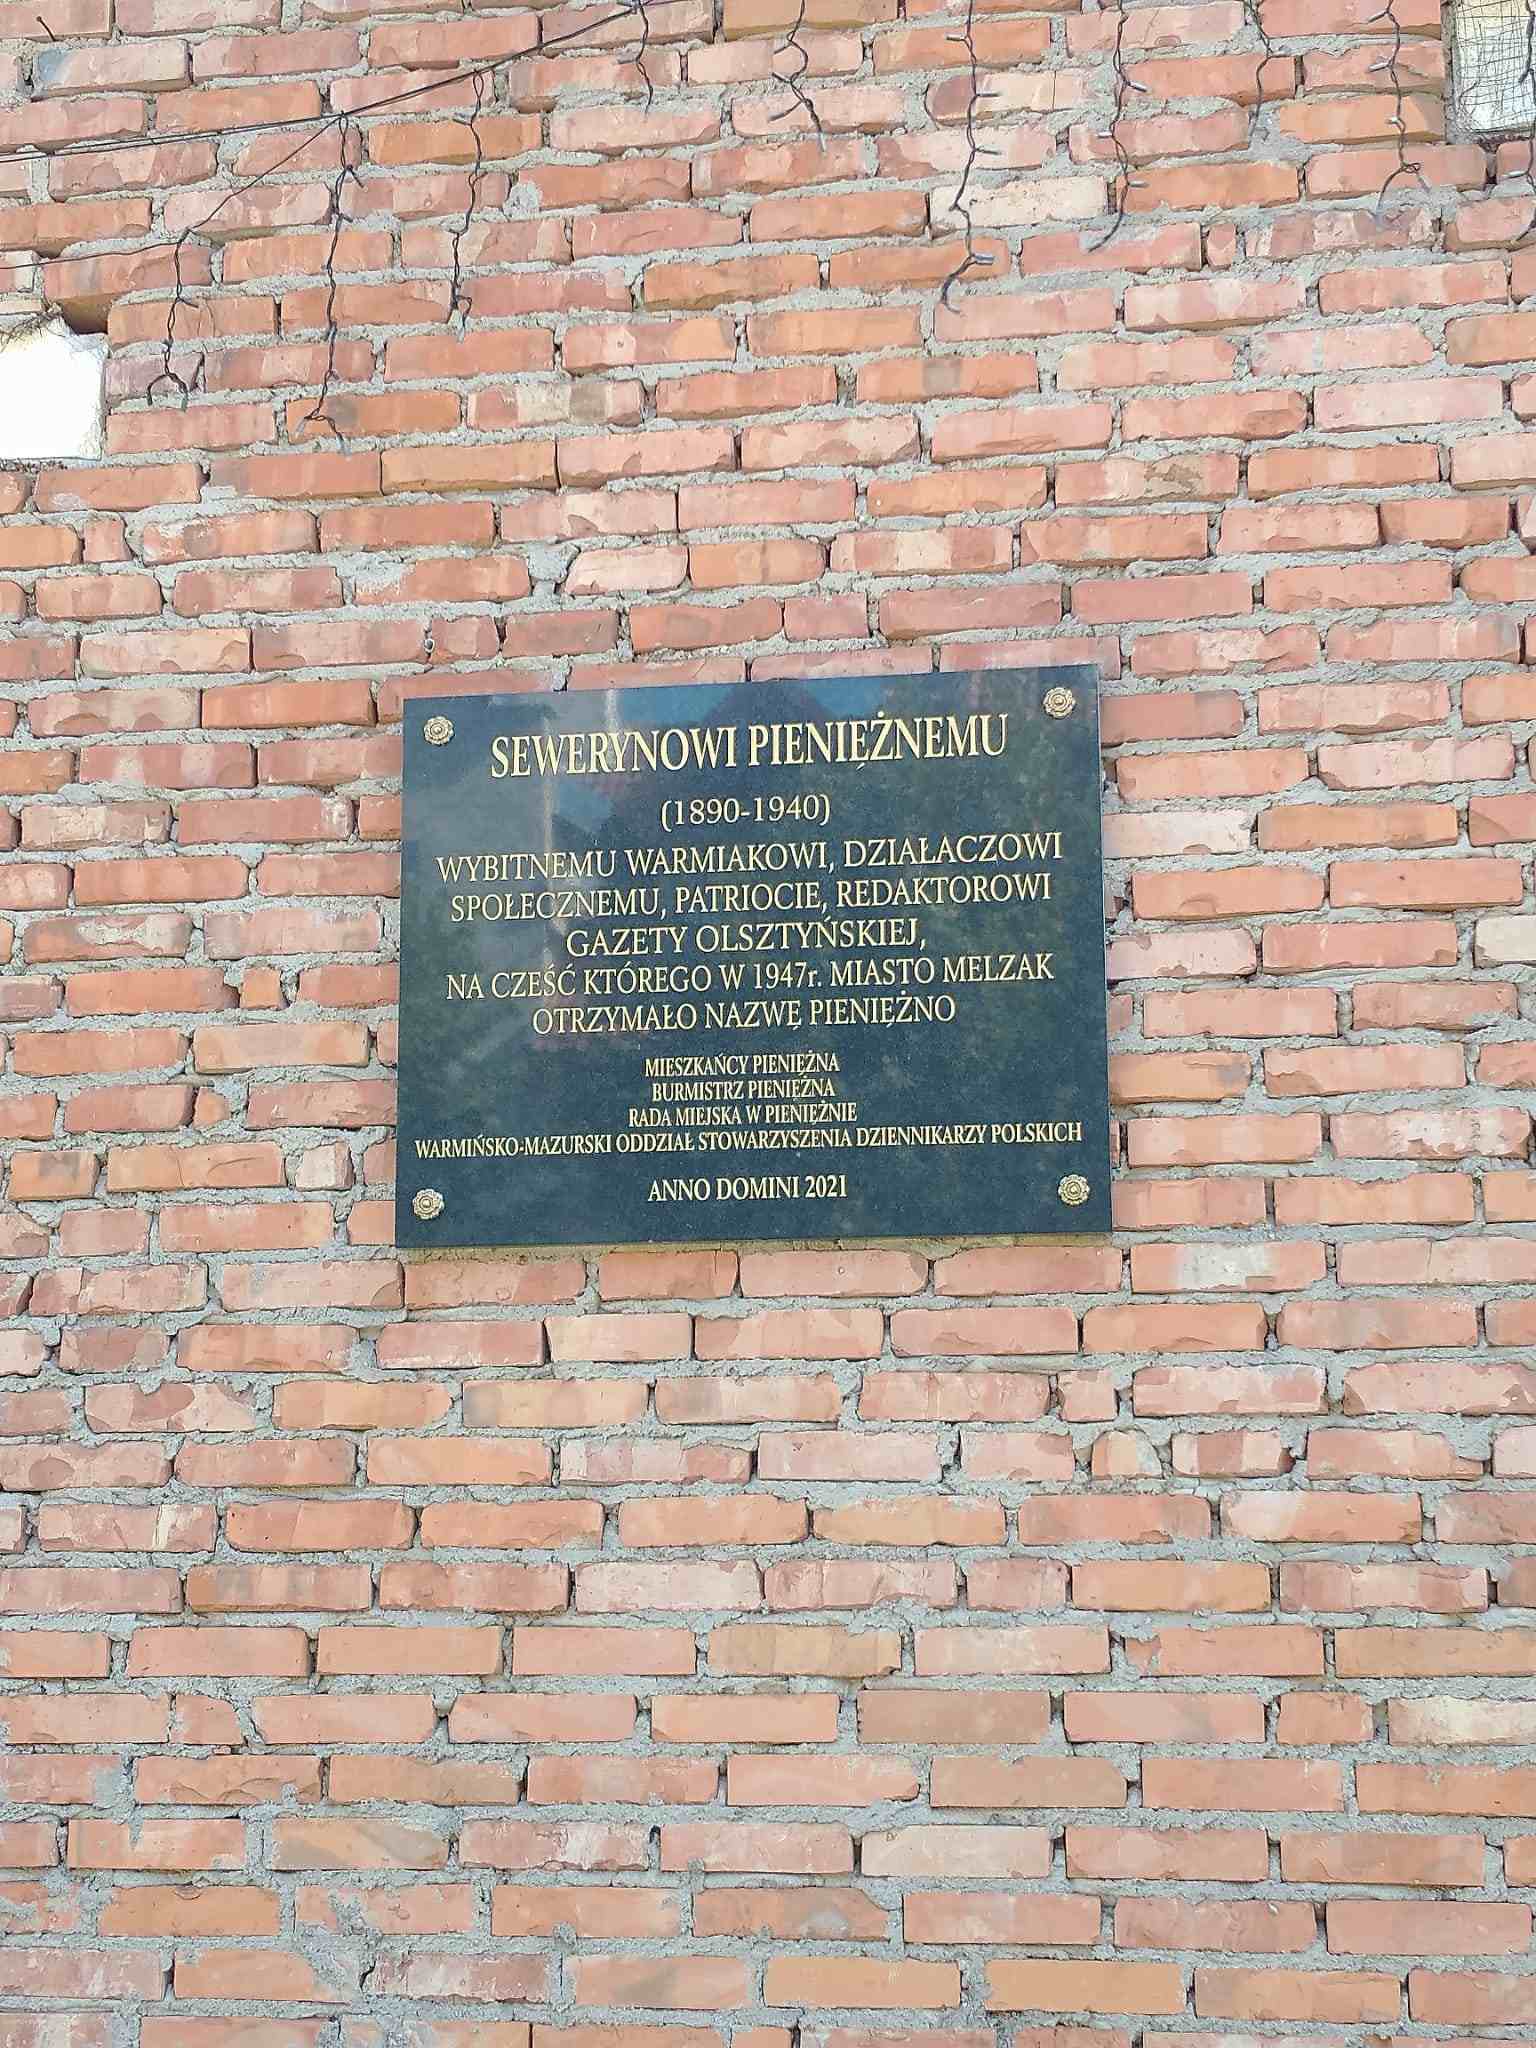 SEWERYNOWI PIENIĘŻNEMU
(1890-1940)
WYBITNEMU WARMIAKOWI, DZIAŁACZOWI
SPOŁECZNEMU, PATRIOCIE, REDAKTOROWI
GAZETY OLSZTYŃSKIEJ,
NA CZEŚĆ KTÓREGO W 1947r. MIASTO MELZAK
OTRZYMAŁO NAZWĘ PIENIĘŻNO
MIESZKAŃCY PIENIĘŻNA
BURMISTRZ PIENIĘŻNA
RADA MIEJSKA W PIENIĘŻNIE
WARMIŃSKO-MAZURSKI ODDZIAŁ STOWARZYSZENIA DZIENNIKARZY POLSKICH
ANNO DOMINI 2021